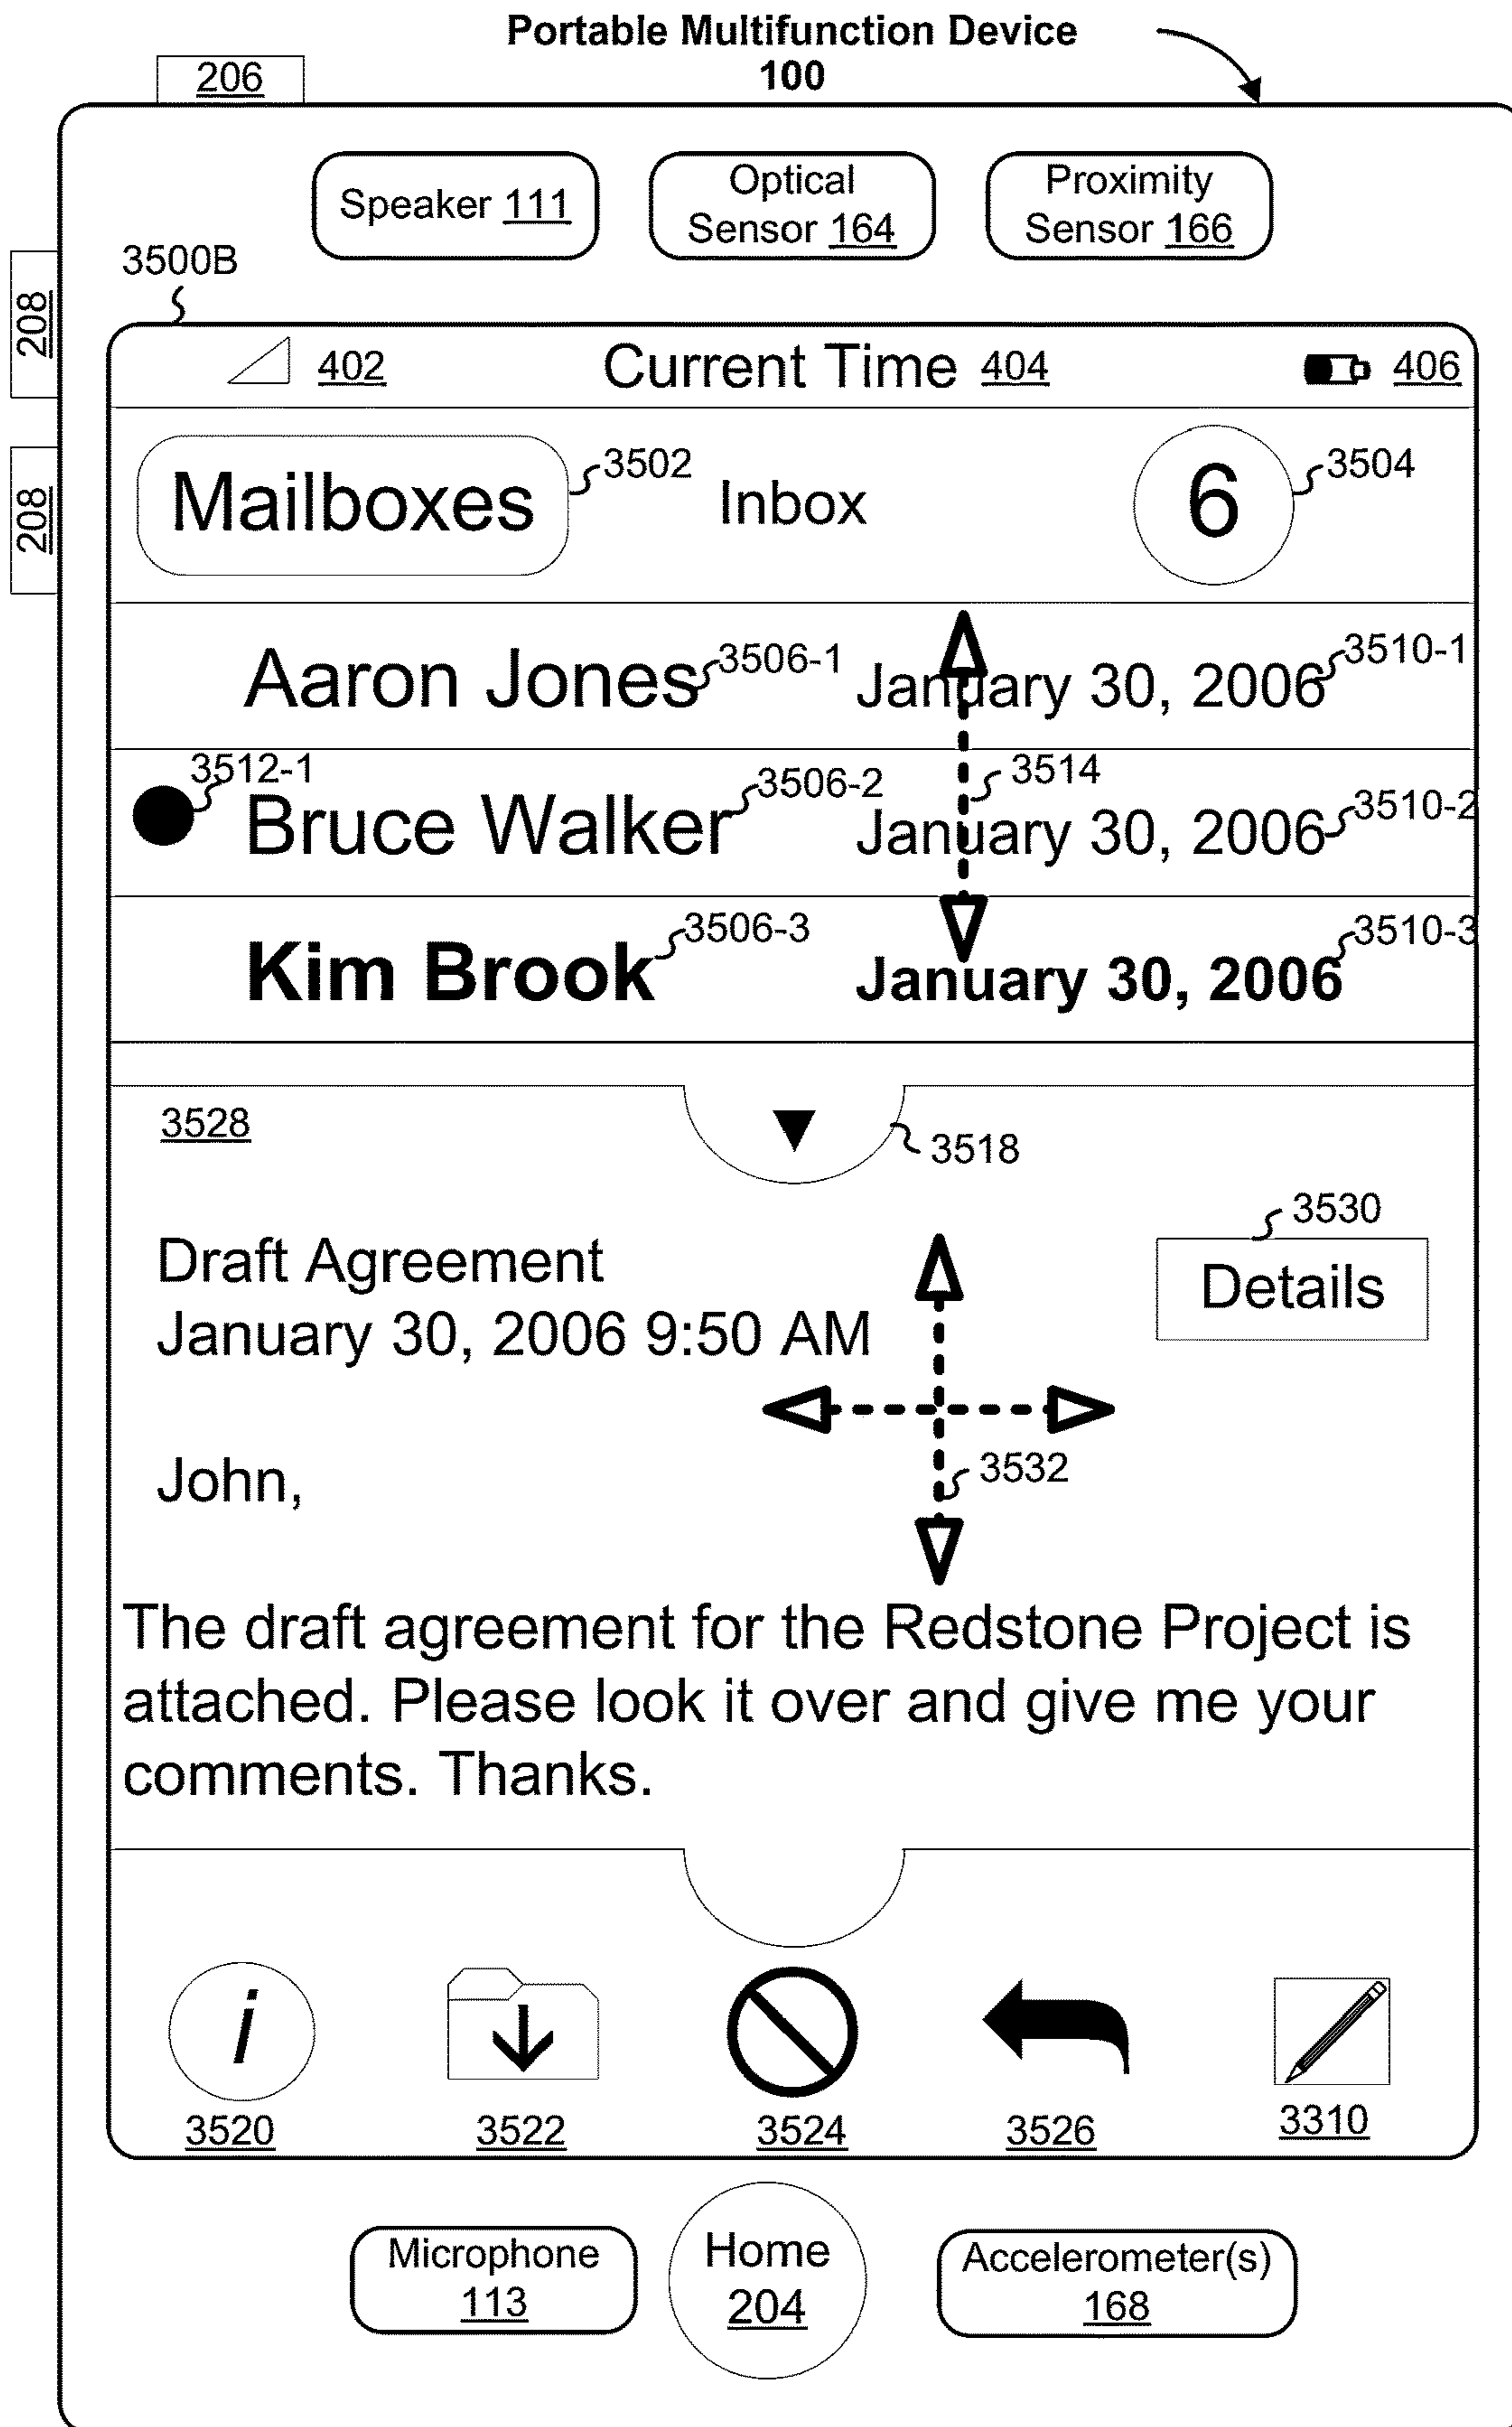 Portable Multifunction Device
100
206
Speaker 111
Optical
Sensor 164
Proximity
Sensor 166
3500B
208
208
402
Current Time 404
406
Mailboxes
3502
Inbox
6
3504
Aaron Jones
3506-1
January 30, 2006
3510-1
3512-1
Bruce Walker
3506-2
3514
January 30, 2006
3510-2
Kim Brook
3506-3
January 30, 2006
3510-3
3528
3518
3530
Draft Agreement
Details
January 30, 2006 9:50 AM
John,
3532
The draft agreement for the Redstone Project is
attached. Please look it over and give me your
comments. Thanks.
i
3520
3522
3524
3526
3310
Microphone
113
Home
204
Accelerometer(s)
168